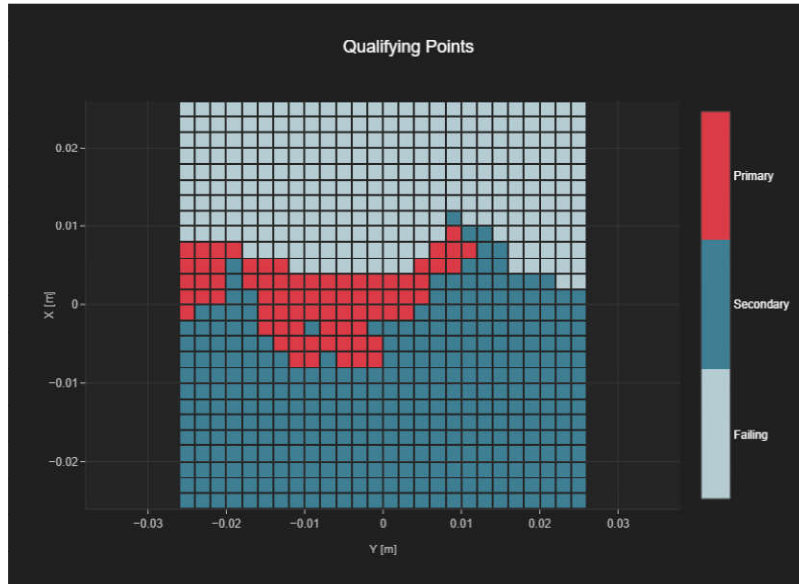 Qualifying Points
Primary
Secondary
Failing
0.02
0.01
0
−0.01
−0.02
X [m]
−0.03
−0.02
−0.01
0
0.01
0.02
0.03
Y [m]